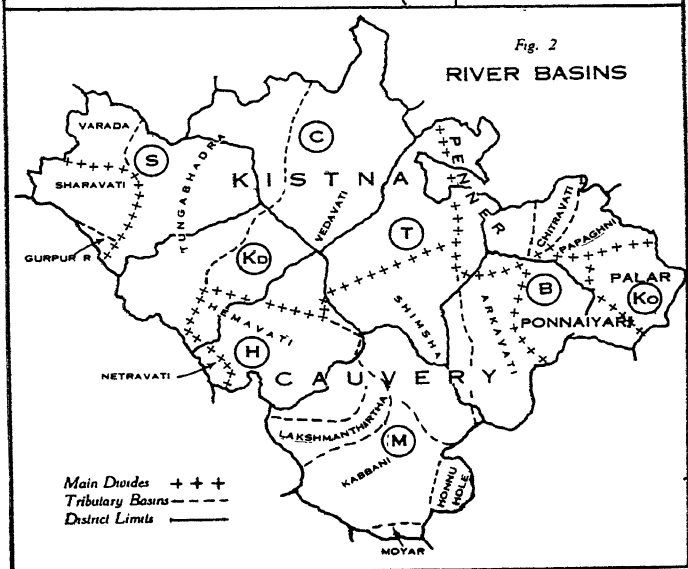 Fig. 2
RIVER BASINS
VARADA
S
SHARAVATI
TUNGABHADRA
C
KISTNA
VEDAVATI
PENNER
T
CHITRAVATI
PAPAGHNI
GURPUR R
KD
HEMAVATI
H
NETRAVATI
SHIMSHA
ARKAVATI
B
PONNAIYAR
PALAR
KO
CAUVERY
LAKSHMANTHIRTHA
M
KABBANI
HONNU
HOLE
MOYAR
Main Divides
Tributary Basins
District Limits